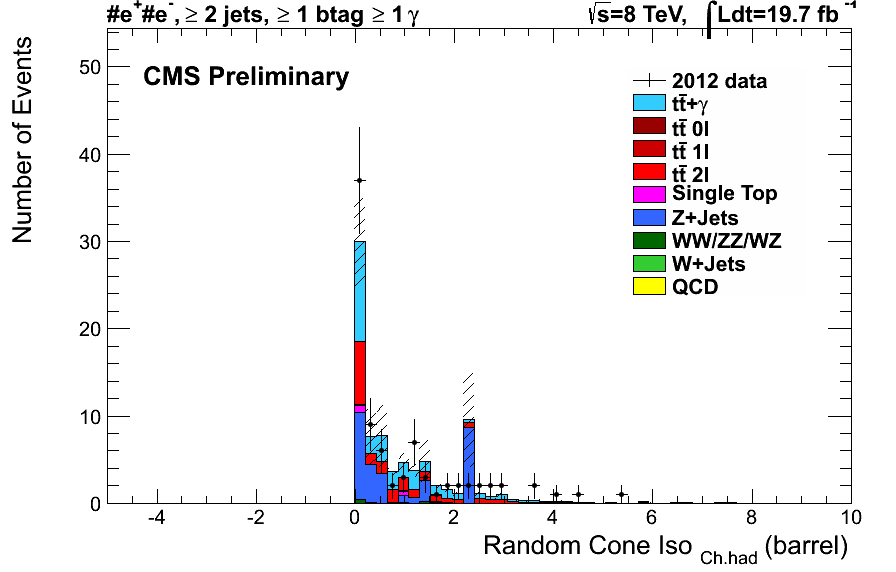 #e⁺#e⁻, ≥ 2 jets, ≥ 1 btag ≥ 1 γ √s=8 TeV, ∫Ldt=19.7 fb⁻¹
CMS Preliminary
2012 data
tt̄+γ
tt̄ 0l
tt̄ 1l
tt̄ 2l
Single Top
Z+Jets
WW/ZZ/WZ
W+Jets
QCD
Number of Events
50
40
30
20
10
0
-4 -2 0 2 4 6 8 10
Random Cone Iso Ch.had (barrel)